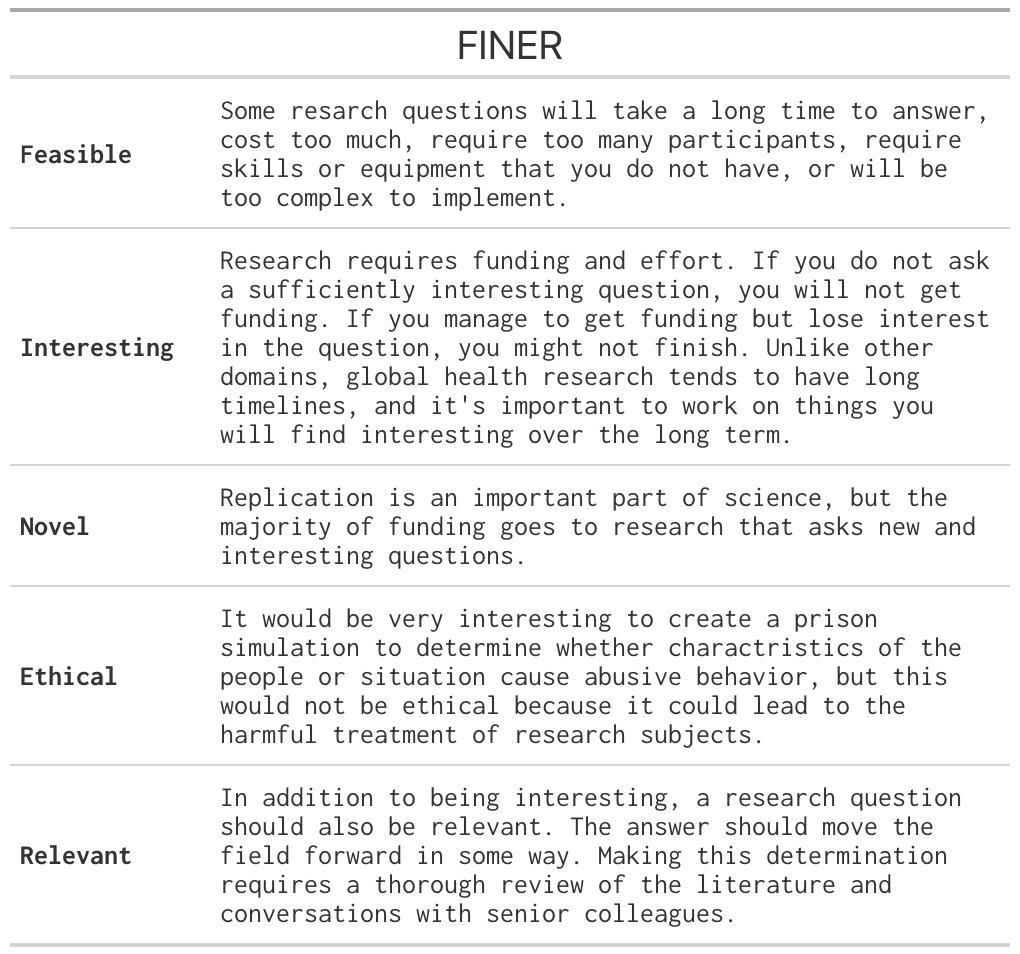 FINER
Some resarch questions will take a long time to answer,
cost too much, require too many participants, require
Feasible
skills or equipment that you do not have, or will be
too complex to implement.
Research requires funding and effort. If you do not ask
a sufficiently interesting question, you will not get
funding. If you manage to get funding but lose interest
Interesting
in the question, you might not finish. Unlike other
domains, global health research tends to have long
timelines, and it's important to work on things you
will find interesting over the long term.
Replication is an important part of science, but the
Novel
majority of funding goes to research that asks new and
interesting questions.
It would be very interesting to create a prison
simulation to determine whether charactristics of the
Ethical
people or situation cause abusive behavior, but this
would not be ethical because it could lead to the
harmful treatment of research subjects.
In addition to being interesting, a research question
should also be relevant. The answer should move the
Relevant
field forward in some way. Making this determination
requires a thorough review of the literature and
conversations with senior colleagues.